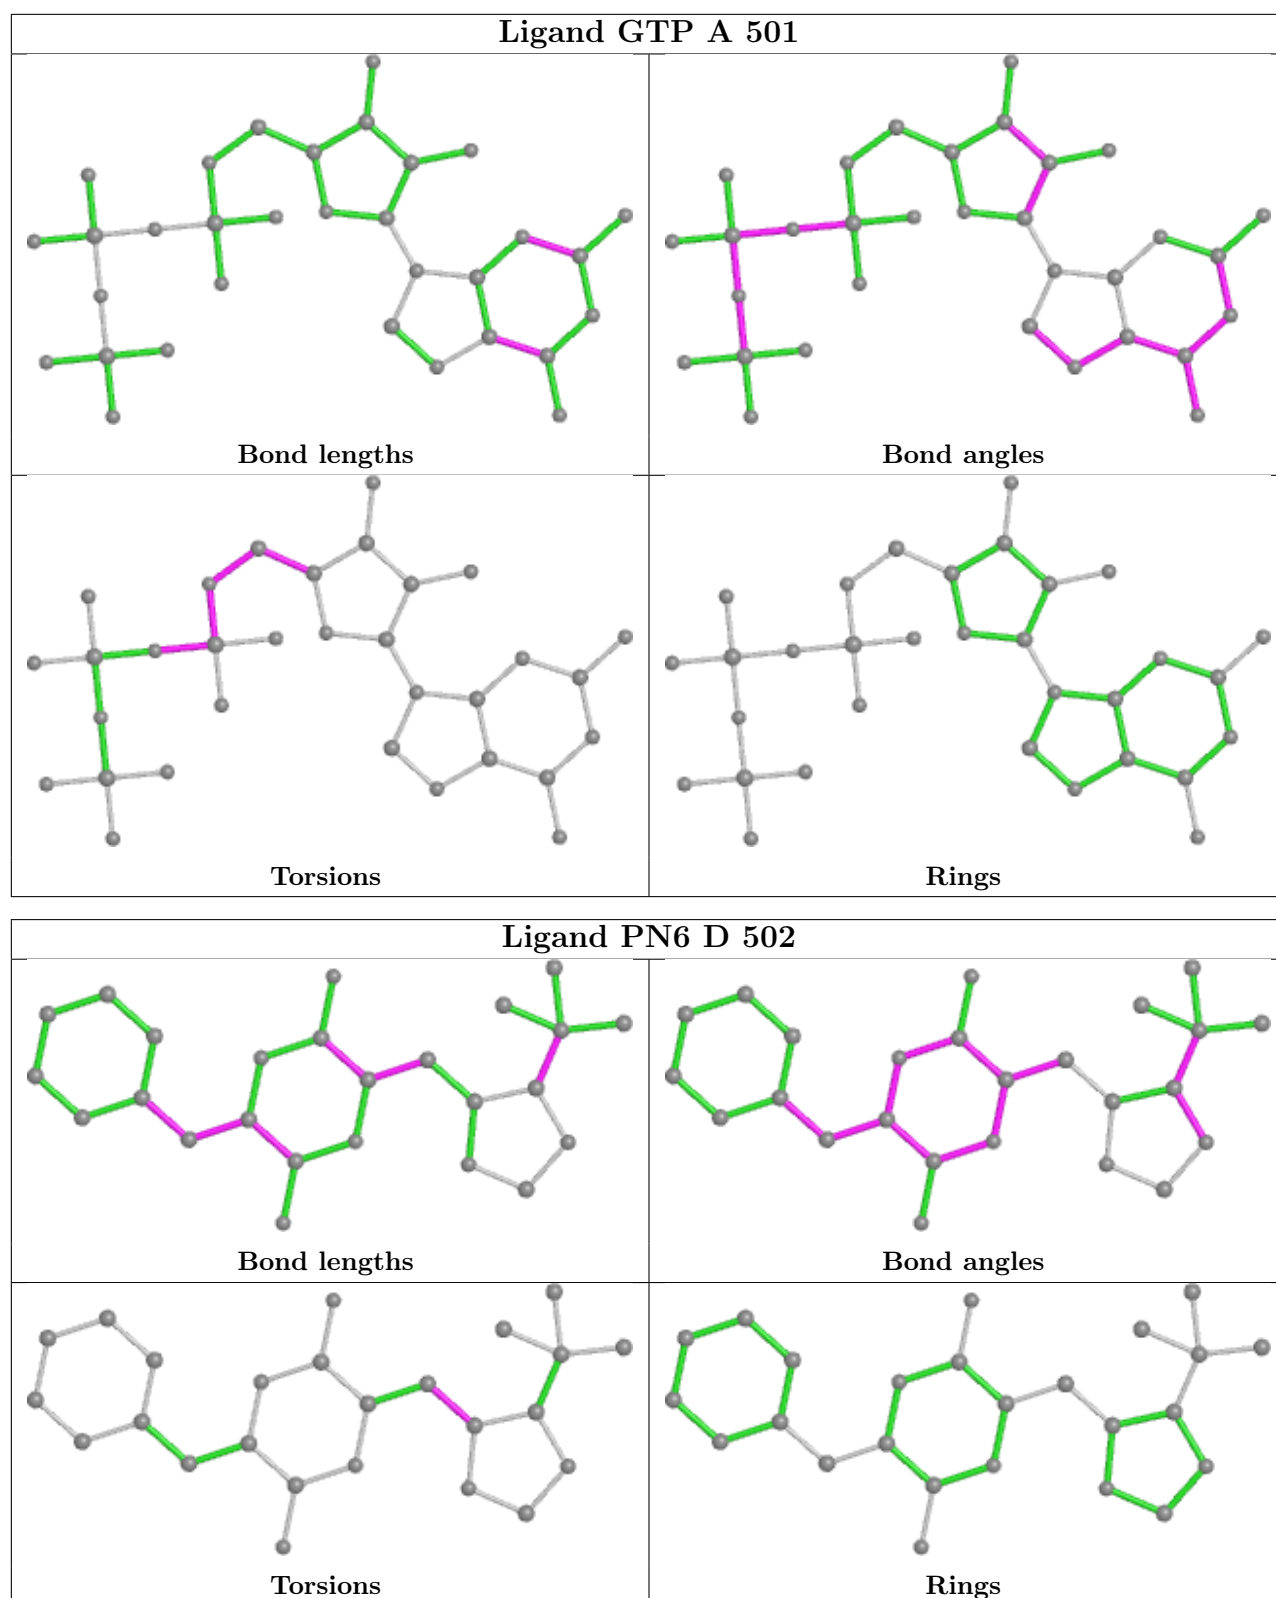 Ligand GTP A 501
Bond lengths
Bond angles
Torsions
Rings
Ligand PN6 D 502
Bond lengths
Bond angles
Torsions
Rings